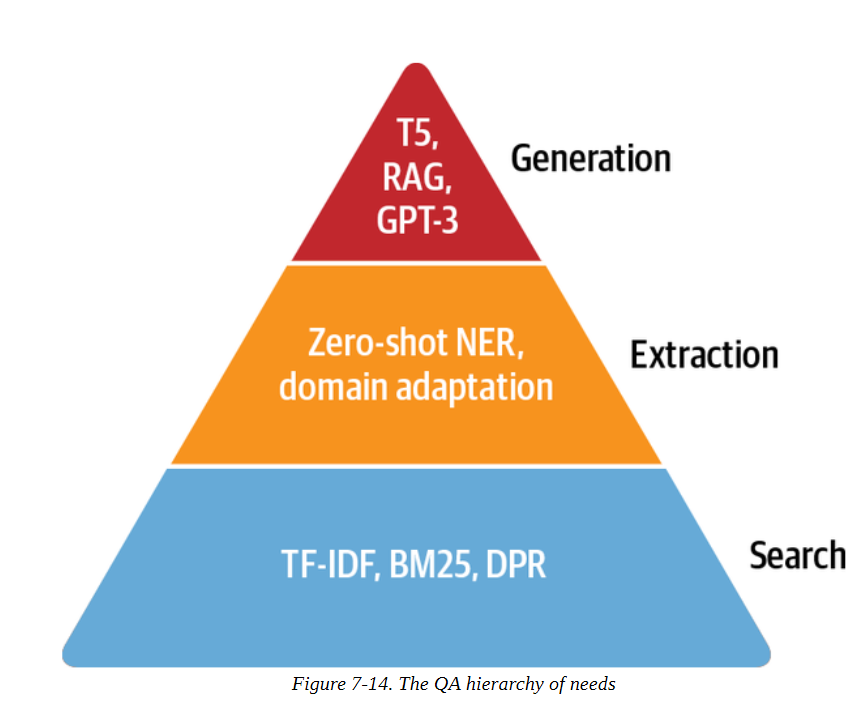 T5,
RAG,
GPT-3
Generation
Zero-shot NER,
domain adaptation
Extraction
TF-IDF, BM25, DPR
Search
Figure 7-14. The QA hierarchy of needs